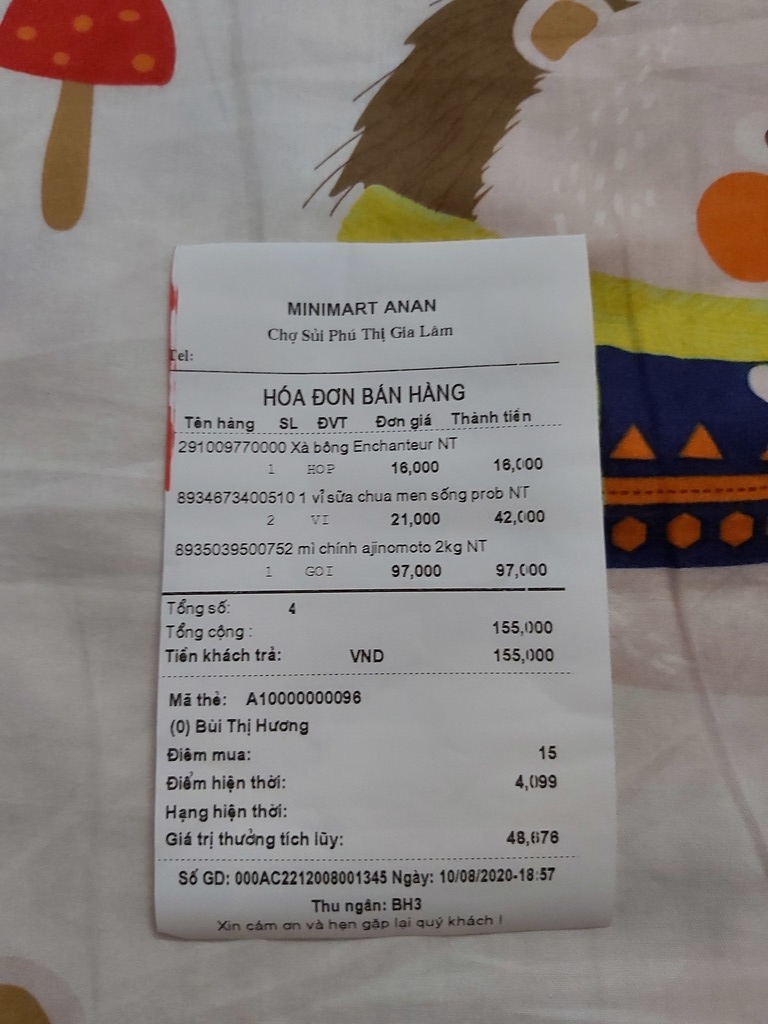 MINIMART ANAN
Chợ Sủi Phú Thị Gia Lâm
Tel:
HÓA ĐƠN BÁN HÀNG
Tên hàng SL ĐVT Đơn giá Thành tiền
291009770000 Xà bông Enchanteur NT
1 HOP 16,000 16,000
8934673400510 1 vỉ sữa chua men sống prob NT
2 VI 21,000 42,000
8935039500752 mì chính ajinomoto 2kg NT
1 GOI 97,000 97,000
Tổng số: 4
Tổng cộng : 155,000
Tiền khách trả: VND 155,000
Mã thẻ: A10000000096
(0) Bùi Thị Hương
Điểm mua: 15
Điểm hiện thời: 4,099
Hạng hiện thời:
Giá trị thưởng tích lũy: 48,676
Số GD: 000AC2212008001345 Ngày: 10/08/2020-18:57
Thu ngân: BH3
Xin cám ơn và hẹn gặp lại quý khách !